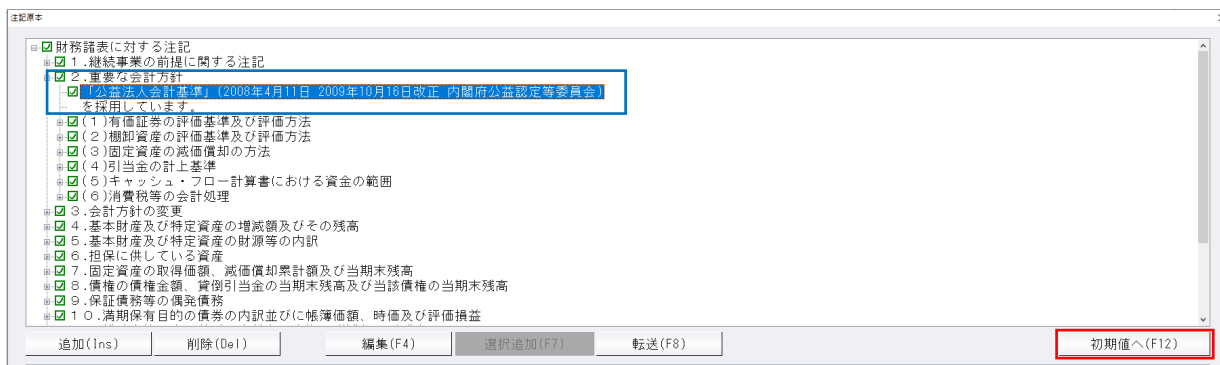 注記原本
財務諸表に対する注記
１.継続事業の前提に関する注記
２.重要な会計方針
「公益法人会計基準」(2008年4月11日 2009年10月16日改正 内閣府公益認定等委員会)
を採用しています。
(１)有価証券の評価基準及び評価方法
(２)棚卸資産の評価基準及び評価方法
(３)固定資産の減価償却の方法
(４)引当金の計上基準
(５)キャッシュ・フロー計算書における資金の範囲
(６)消費税等の会計処理
３.会計方針の変更
４.基本財産及び特定資産の増減額及びその残高
５.基本財産及び特定資産の財源等の内訳
６.担保に供している資産
７.固定資産の取得価額、減価償却累計額及び当期末残高
８.債権の債権金額、貸倒引当金の当期末残高及び当該債権の当期末残高
９.保証債務等の偶発債務
１０.満期保有目的の債券の内訳並びに帳簿価額、時価及び評価損益
追加(Ins) 削除(Del) 編集(F4) 選択追加(F7) 転送(F8) 初期値へ(F12)